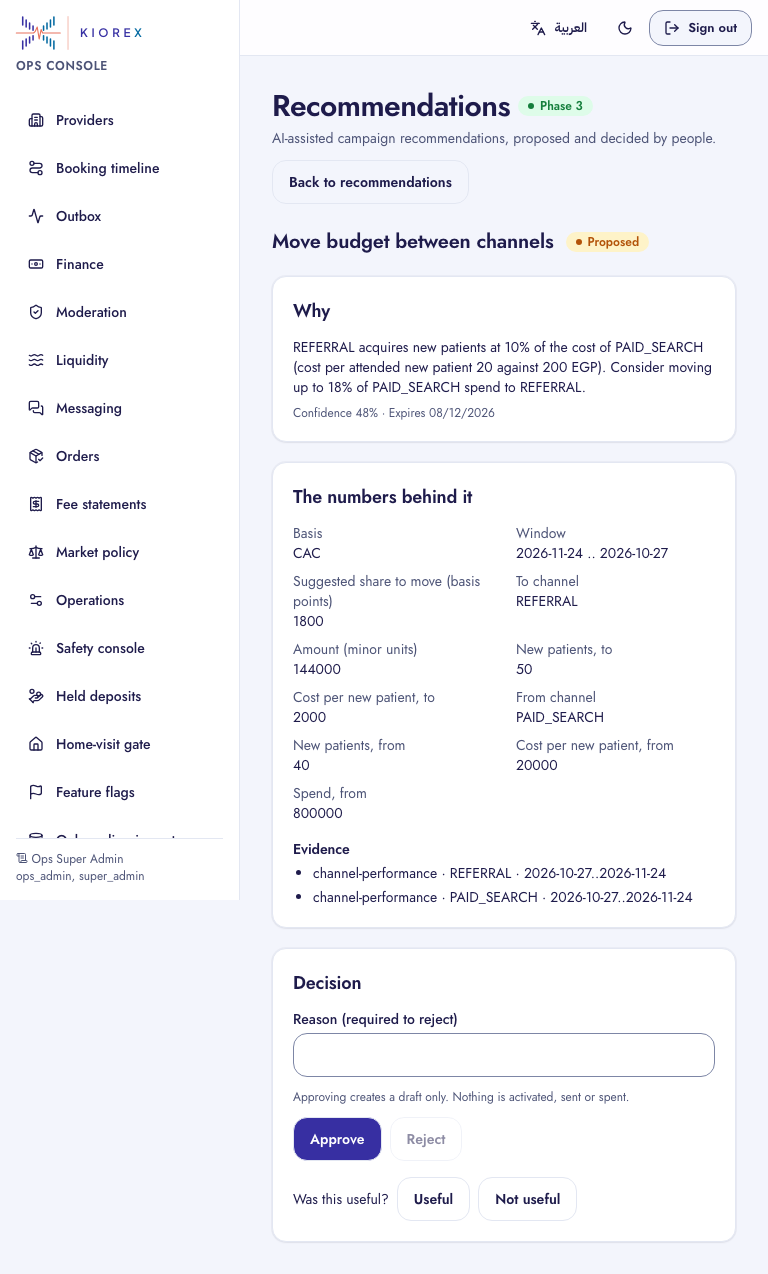 KIOREX
OPS CONSOLE
Providers
Booking timeline
Outbox
Finance
Moderation
Liquidity
Messaging
Orders
Fee statements
Market policy
Operations
Safety console
Held deposits
Home-visit gate
Feature flags
Ops Super Admin
ops_admin, super_admin
العربية
Sign out
Recommendations
Phase 3
AI-assisted campaign recommendations, proposed and decided by people.
Back to recommendations
Move budget between channels
Proposed
Why
REFERRAL acquires new patients at 10% of the cost of PAID_SEARCH
(cost per attended new patient 20 against 200 EGP). Consider moving
up to 18% of PAID_SEARCH spend to REFERRAL.
Confidence 48% · Expires 08/12/2026
The numbers behind it
Basis
CAC
Window
2026-11-24 .. 2026-10-27
Suggested share to move (basis
points)
1800
To channel
REFERRAL
Amount (minor units)
144000
New patients, to
50
Cost per new patient, to
2000
From channel
PAID_SEARCH
New patients, from
40
Cost per new patient, from
20000
Spend, from
800000
Evidence
channel-performance · REFERRAL · 2026-10-27..2026-11-24
channel-performance · PAID_SEARCH · 2026-10-27..2026-11-24
Decision
Reason (required to reject)
Approving creates a draft only. Nothing is activated, sent or spent.
Approve
Reject
Was this useful?
Useful
Not useful